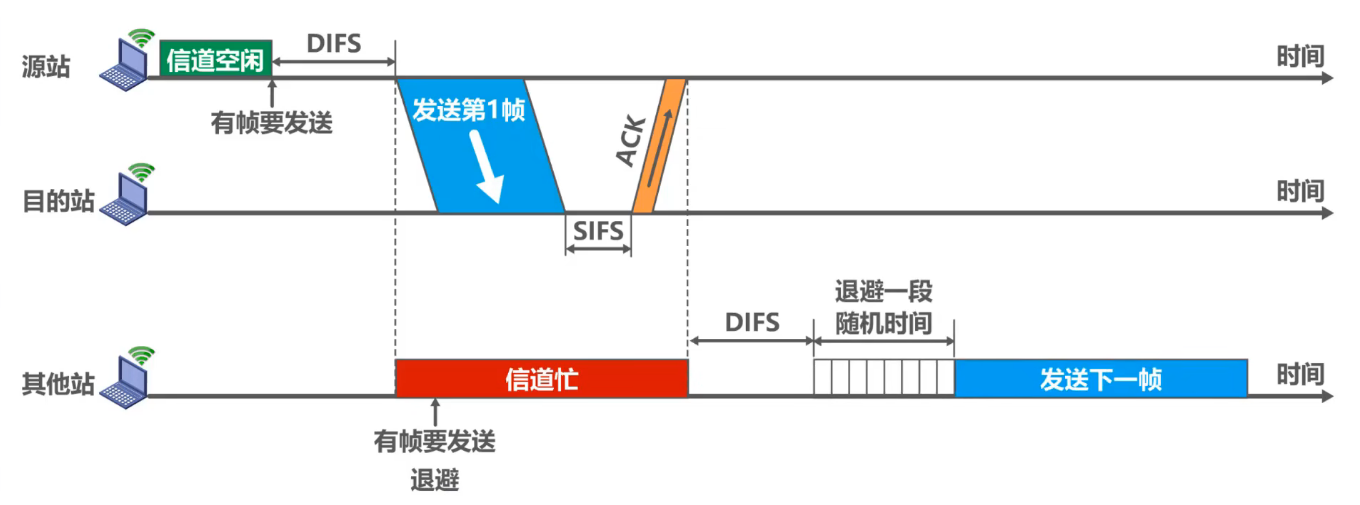 源站
信道空闲
DIFS
时间
有帧要发送
发送第1帧
ACK
目的站
时间
SIFS
退避一段
随机时间
DIFS
其他站
信道忙
发送下一帧
时间
有帧要发送
退避